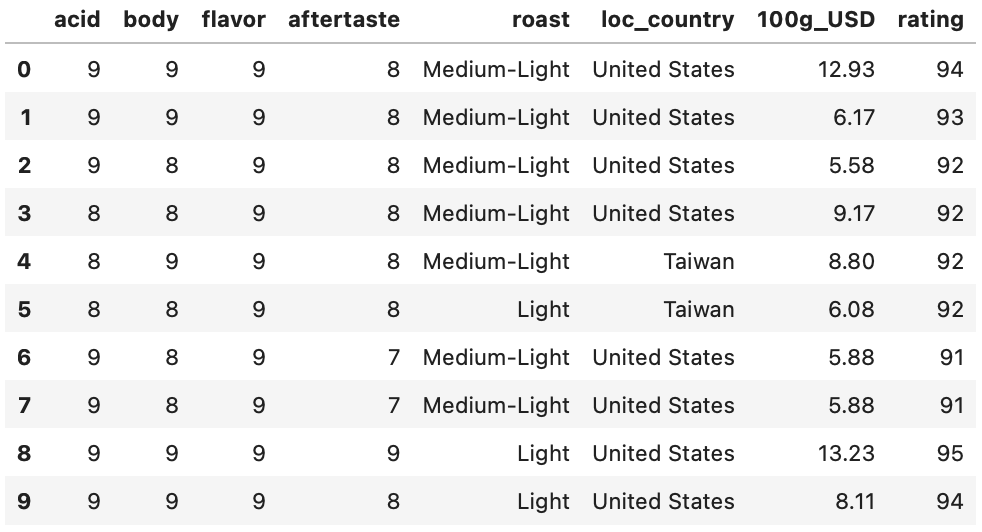 acid body flavor aftertaste roast loc_country 100g_USD rating
0 9 9 9 8 Medium-Light United States 12.93 94
1 9 9 9 8 Medium-Light United States 6.17 93
2 9 8 9 8 Medium-Light United States 5.58 92
3 8 8 9 8 Medium-Light United States 9.17 92
4 8 9 9 8 Medium-Light Taiwan 8.80 92
5 8 8 9 8 Light Taiwan 6.08 92
6 9 8 9 7 Medium-Light United States 5.88 91
7 9 8 9 7 Medium-Light United States 5.88 91
8 9 9 9 9 Light United States 13.23 95
9 9 9 9 8 Light United States 8.11 94